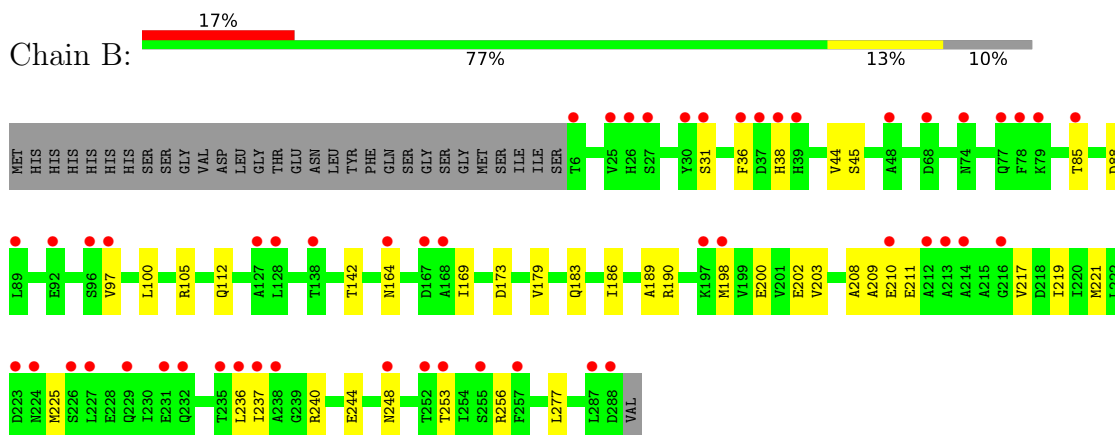 Chain B:
17%
77%
13%
10%
MET HIS HIS HIS HIS HIS HIS SER SER GLY VAL ASP LEU GLY THR GLU ASN LEU TYR PHE GLN SER GLY SER GLY MET SER ILE ILE SER T6 V25 H26 S27 Y30 S31 F36 D37 H38 H39 V44 S45 A48 D68 N74 Q77 F78 K79 T85 D88
L89 E92 S96 V97 L100 R105 Q112 A127 L128 T138 T142 N164 D167 A168 I169 D173 V179 Q183 I186 A189 R190 K197 M198 V199 E200 V201 E202 V203 A208 A209 E210 E211 A212 A213 A214 A215 G216 V217 D218 I219 I220 M221 L222
D223 N224 M225 S226 L227 E228 Q229 I230 E231 Q232 T235 L236 I237 A238 G239 R240 E244 N248 T252 T253 I254 S255 R256 F257 L277 L287 D288 VAL